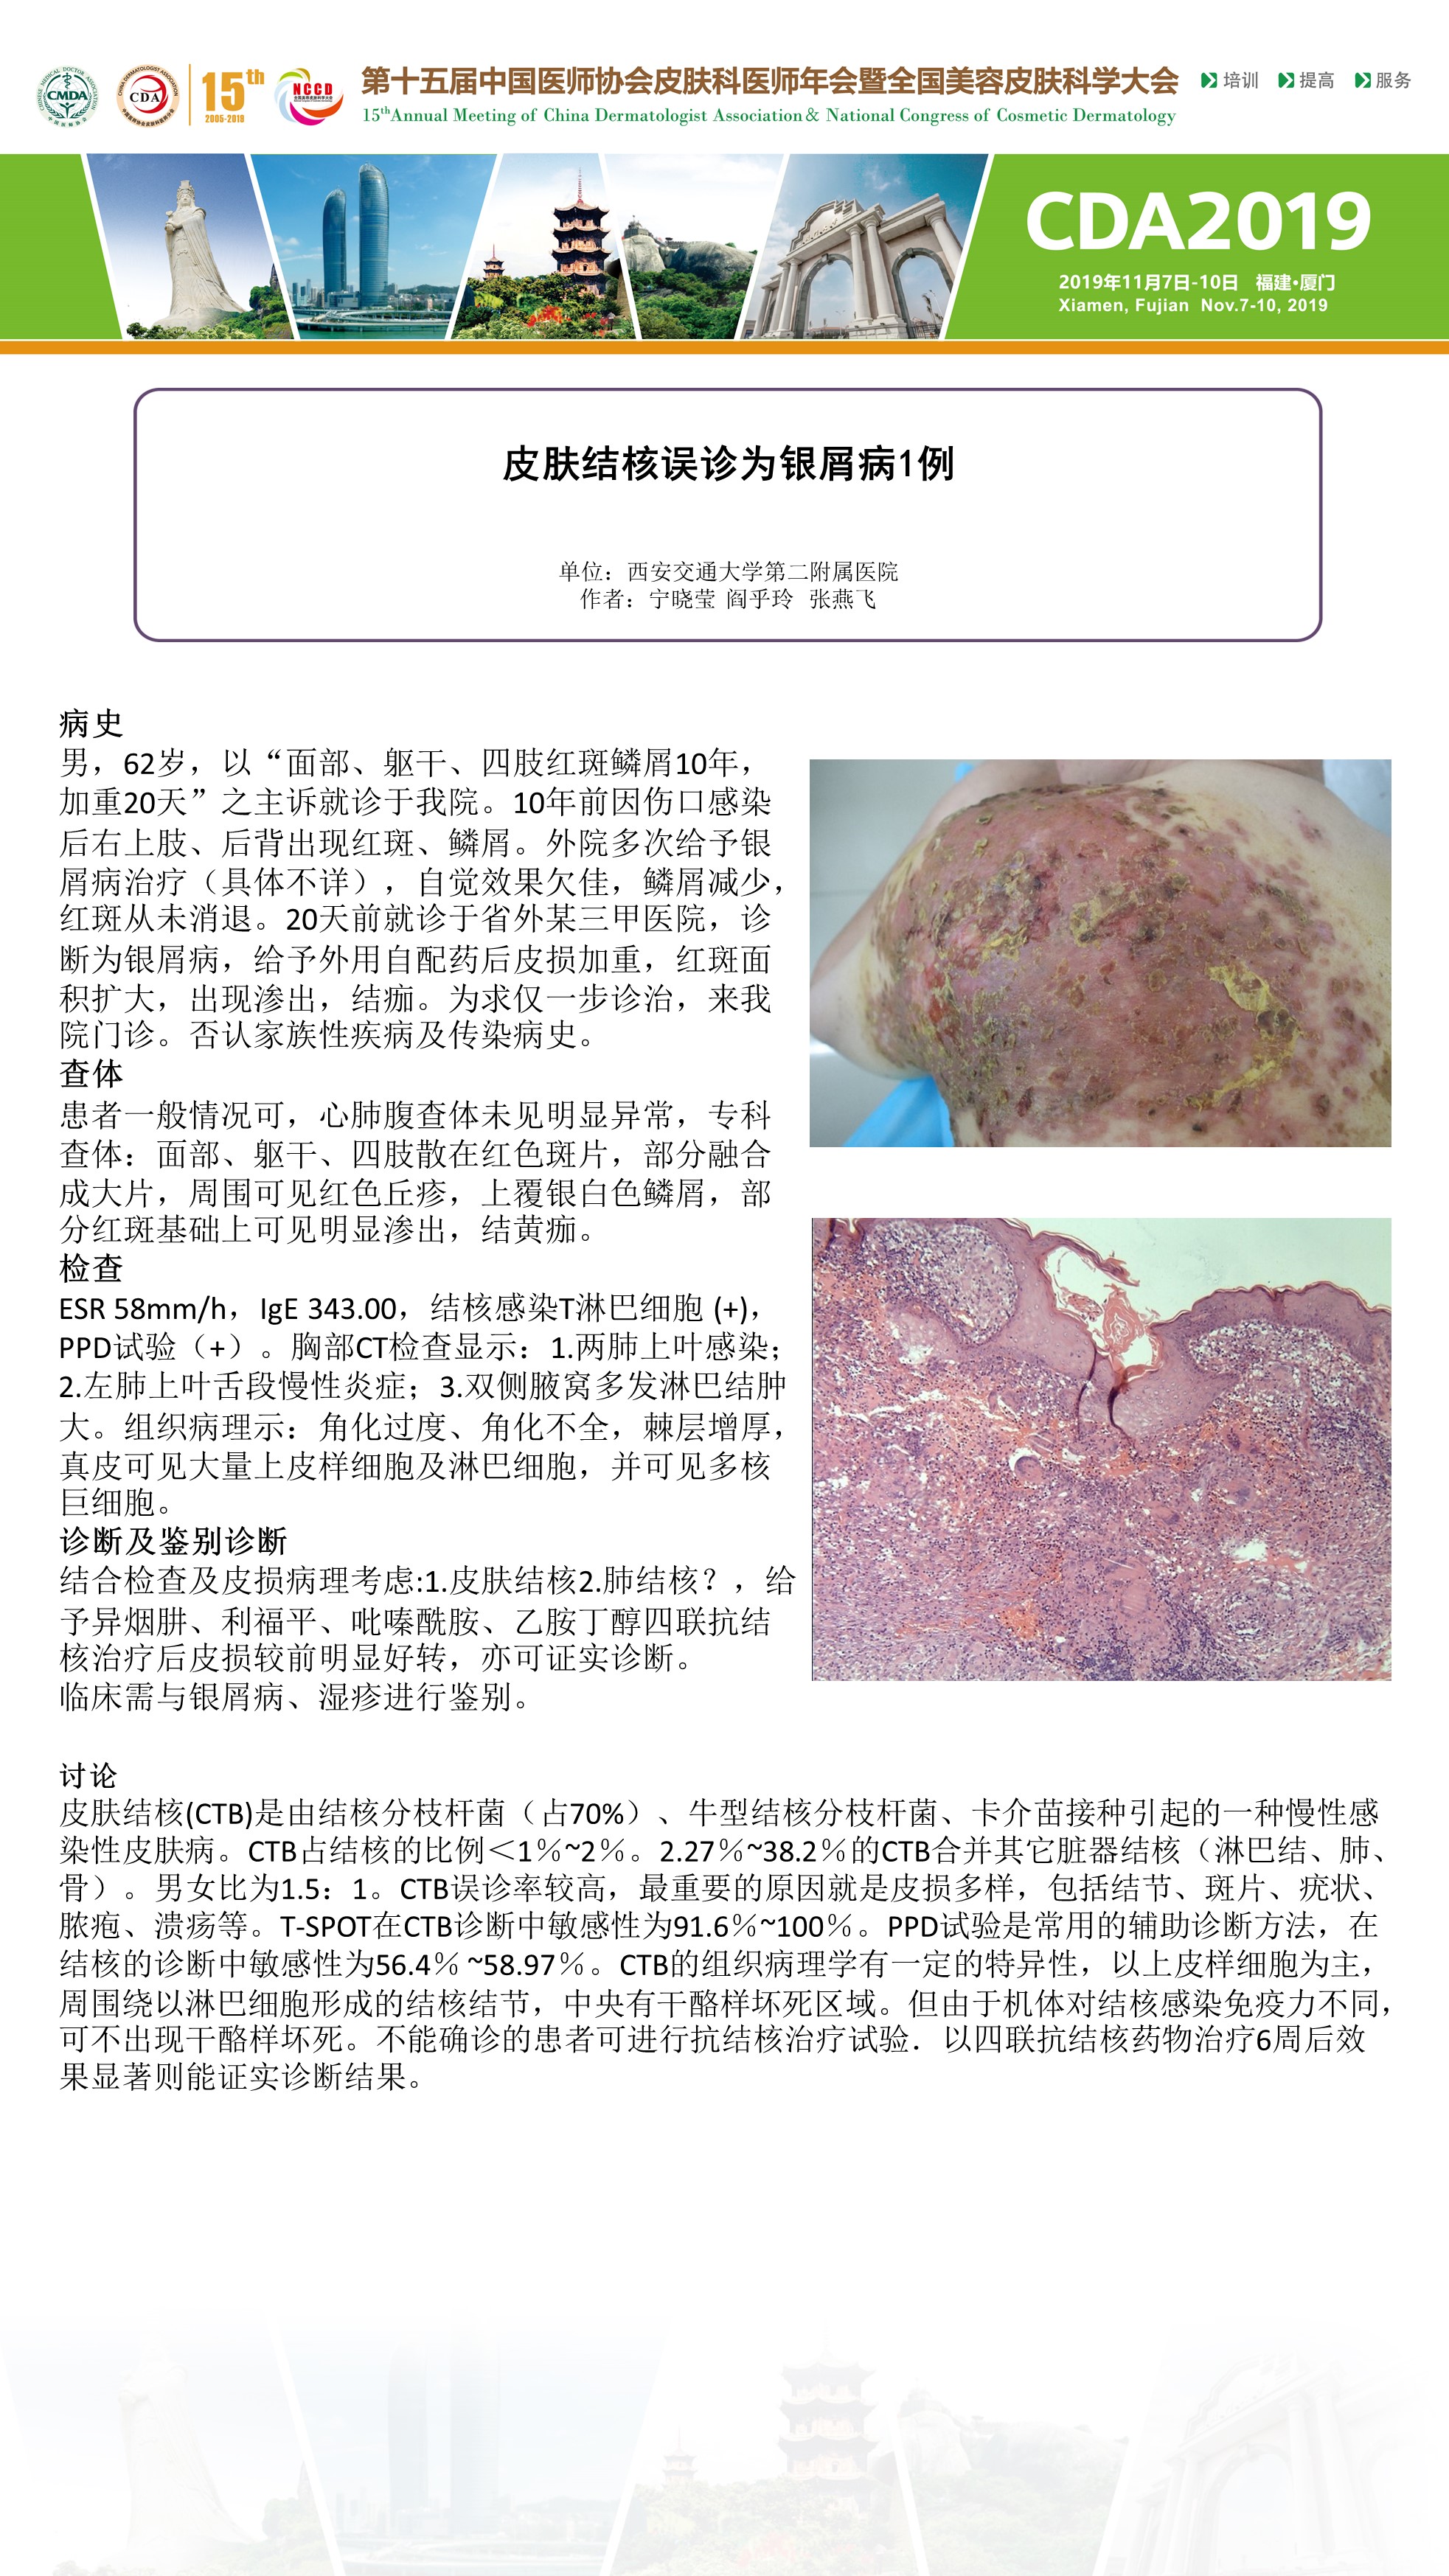 CMDA
CDA
15th
2005-2019
NCCD
第十五届中国医师协会皮肤科医师年会暨全国美容皮肤科学大会
15thAnnual Meeting of China Dermatologist Association& National Congress of Cosmetic Dermatology
培训 提高 服务
CDA2019
2019年11月7日-10日 福建•厦门
Xiamen, Fujian Nov.7-10, 2019
皮肤结核误诊为银屑病1例
单位：西安交通大学第二附属医院
作者：宁晓莹 阎乎玲 张燕飞
病史
男，62岁，以“面部、躯干、四肢红斑鳞屑10年，
加重20天”之主诉就诊于我院。10年前因伤口感染
后右上肢、后背出现红斑、鳞屑。外院多次给予银
屑病治疗（具体不详），自觉效果欠佳，鳞屑减少，
红斑从未消退。20天前就诊于省外某三甲医院，诊
断为银屑病，给予外用自配药后皮损加重，红斑面
积扩大，出现渗出，结痂。为求仅一步诊治，来我
院门诊。否认家族性疾病及传染病史。
查体
患者一般情况可，心肺腹查体未见明显异常，专科
查体：面部、躯干、四肢散在红色斑片，部分融合
成大片，周围可见红色丘疹，上覆银白色鳞屑，部
分红斑基础上可见明显渗出，结黄痂。
检查
ESR 58mm/h，IgE 343.00，结核感染T淋巴细胞 (+)，
PPD试验（+）。胸部CT检查显示：1.两肺上叶感染；
2.左肺上叶舌段慢性炎症；3.双侧腋窝多发淋巴结肿
大。组织病理示：角化过度、角化不全，棘层增厚，
真皮可见大量上皮样细胞及淋巴细胞，并可见多核
巨细胞。
诊断及鉴别诊断
结合检查及皮损病理考虑:1.皮肤结核2.肺结核？，给
予异烟肼、利福平、吡嗪酰胺、乙胺丁醇四联抗结
核治疗后皮损较前明显好转，亦可证实诊断。
临床需与银屑病、湿疹进行鉴别。
讨论
皮肤结核(CTB)是由结核分枝杆菌（占70%）、牛型结核分枝杆菌、卡介苗接种引起的一种慢性感
染性皮肤病。CTB占结核的比例＜1％~2％。2.27％~38.2％的CTB合并其它脏器结核（淋巴结、肺、
骨）。男女比为1.5：1。CTB误诊率较高，最重要的原因就是皮损多样，包括结节、斑片、疣状、
脓疱、溃疡等。T-SPOT在CTB诊断中敏感性为91.6％~100％。PPD试验是常用的辅助诊断方法，在
结核的诊断中敏感性为56.4％ ~58.97％。CTB的组织病理学有一定的特异性，以上皮样细胞为主，
周围绕以淋巴细胞形成的结核结节，中央有干酪样坏死区域。但由于机体对结核感染免疫力不同，
可不出现干酪样坏死。不能确诊的患者可进行抗结核治疗试验．以四联抗结核药物治疗6周后效
果显著则能证实诊断结果。